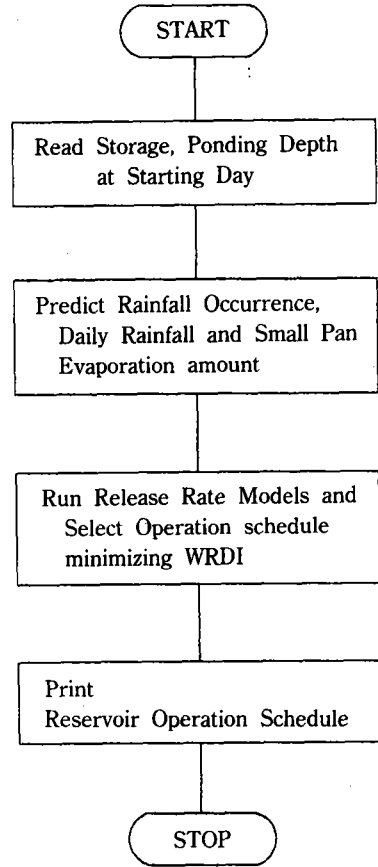 START
Read Storage, Ponding Depth
at Starting Day
Predict Rainfall Occurrence,
Daily Rainfall and Small Pan
Evaporation amount
Run Release Rate Models and
Select Operation schedule
minimizing WRDI
Print
Reservoir Operation Schedule
STOP